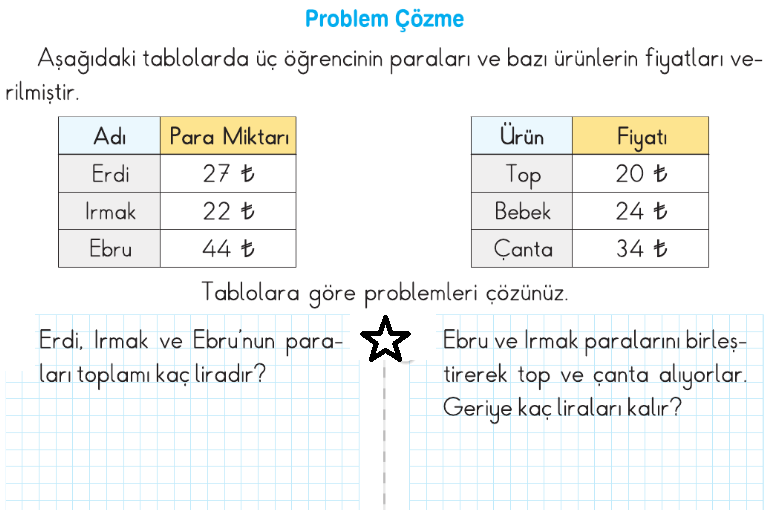 Problem Çözme
Aşağıdaki tablolarda üç öğrencinin paraları ve bazı ürünlerin fiyatları ve-
rilmiştir.
Adı Para Miktarı
Erdi 27 ₺
Irmak 22 ₺
Ebru 44 ₺
Ürün Fiyatı
Top 20 ₺
Bebek 24 ₺
Çanta 34 ₺
Tablolara göre problemleri çözünüz.
Erdi, Irmak ve Ebru'nun para-
ları toplamı kaç liradır?
Ebru ve Irmak paralarını birleş-
tirerek top ve çanta alıyorlar.
Geriye kaç liraları kalır?